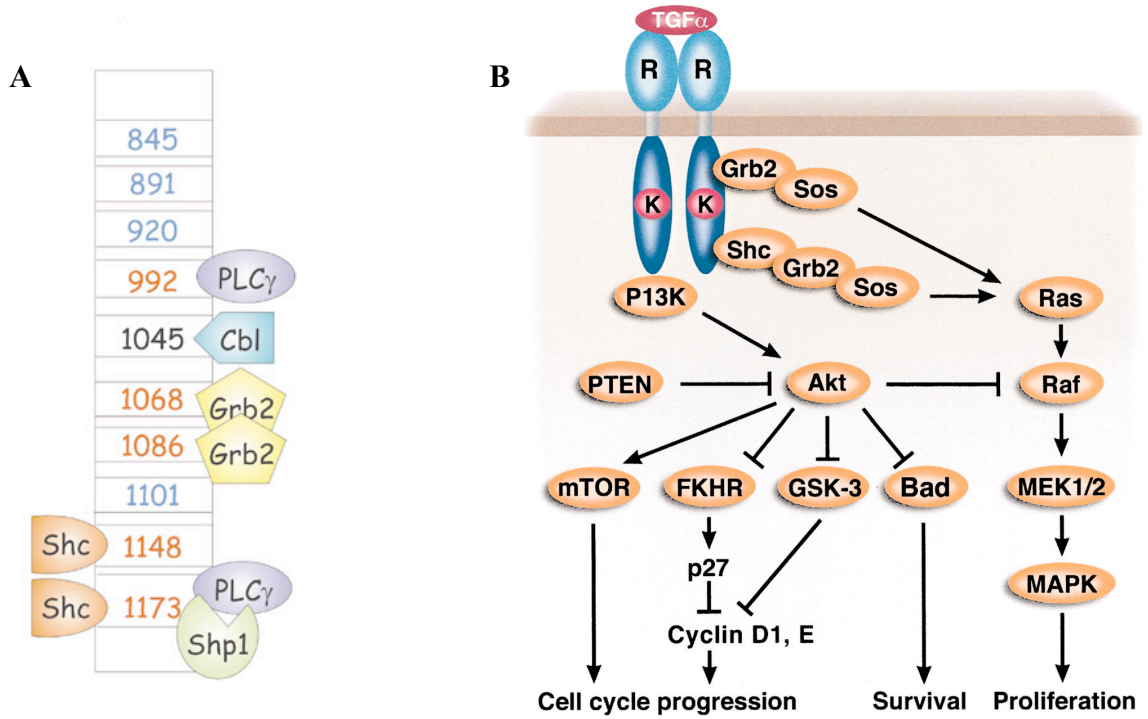 A
845
891
920
992 PLCγ
1045 Cbl
1068 Grb2
1086 Grb2
1101
Shc 1148
Shc 1173 PLCγ
Shp1
B
TGFα
R R
K K
Grb2 Sos
Shc Grb2 Sos
P13K Ras
PTEN Akt Raf
mTOR FKHR GSK-3 Bad MEK1/2
p27 MAPK
Cyclin D1, E
Cell cycle progression Survival Proliferation